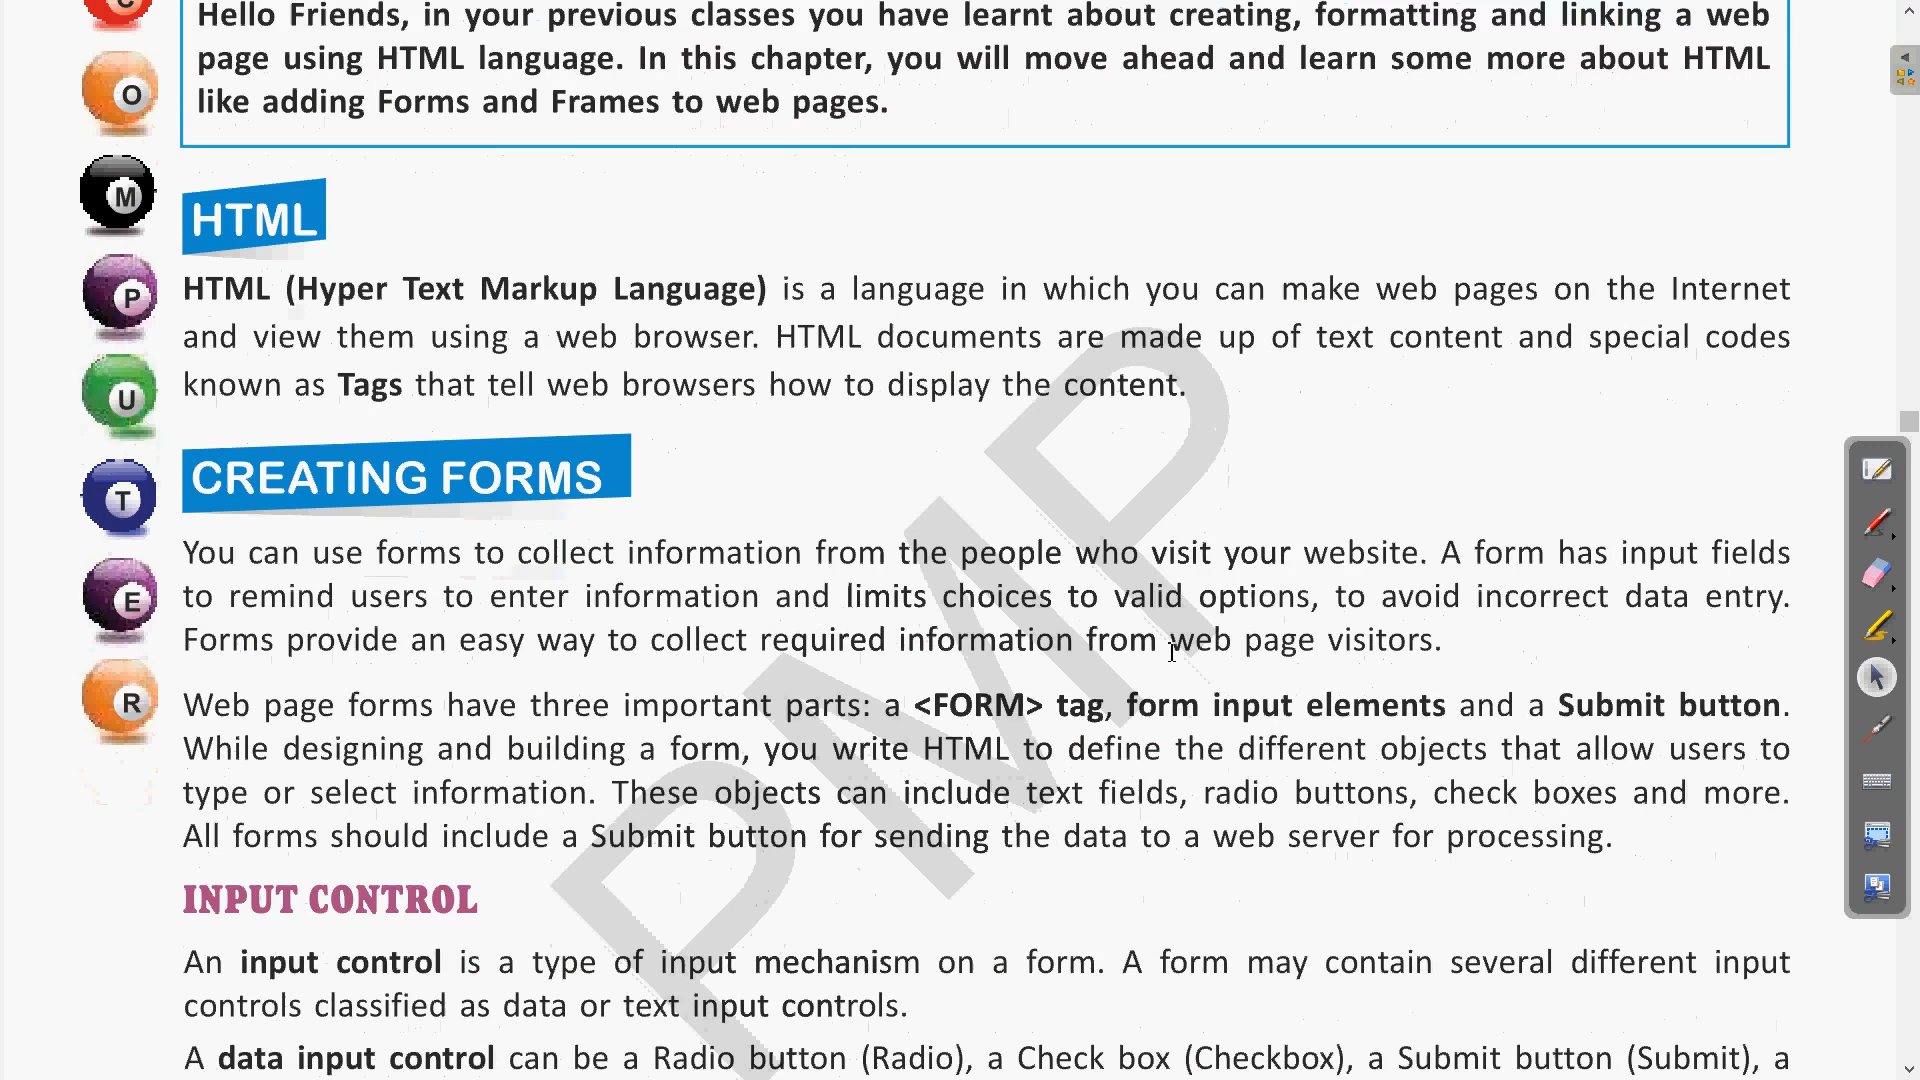 Hello Friends, in your previous classes you have learnt about creating, formatting and linking a web
page using HTML language. In this chapter, you will move ahead and learn some more about HTML
like adding Forms and Frames to web pages.
C
O
M
P
U
T
E
R
HTML
HTML (Hyper Text Markup Language) is a language in which you can make web pages on the Internet
and view them using a web browser. HTML documents are made up of text content and special codes
known as Tags that tell web browsers how to display the content.
CREATING FORMS
You can use forms to collect information from the people who visit your website. A form has input fields
to remind users to enter information and limits choices to valid options, to avoid incorrect data entry.
Forms provide an easy way to collect required information from web page visitors.
Web page forms have three important parts: a <FORM> tag, form input elements and a Submit button.
While designing and building a form, you write HTML to define the different objects that allow users to
type or select information. These objects can include text fields, radio buttons, check boxes and more.
All forms should include a Submit button for sending the data to a web server for processing.
INPUT CONTROL
An input control is a type of input mechanism on a form. A form may contain several different input
controls classified as data or text input controls.
A data input control can be a Radio button (Radio), a Check box (Checkbox), a Submit button (Submit), a
PMP